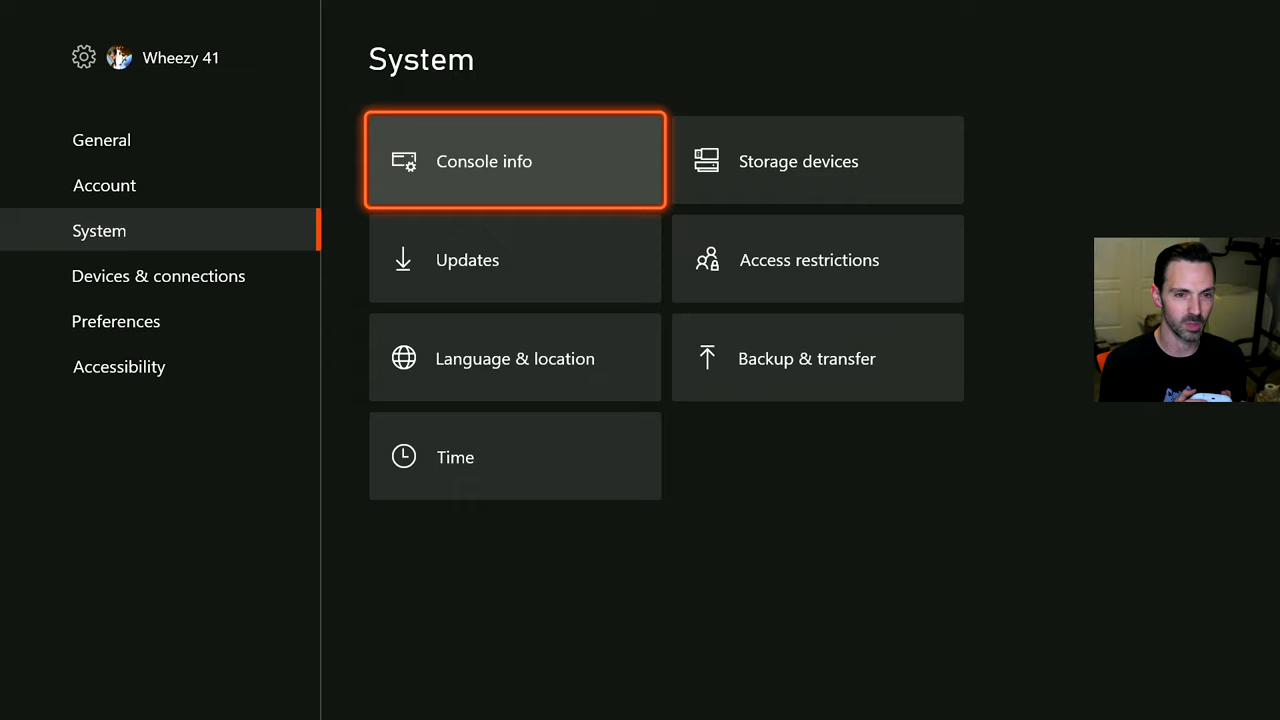 Wheezy 41
General
Account
System
Devices & connections
Preferences
Accessibility
System
Console info
Storage devices
Updates
Access restrictions
Language & location
Backup & transfer
Time